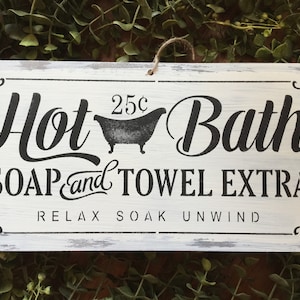 25¢
Hot Bath
SOAP and TOWEL EXTRA
RELAX SOAK UNWIND